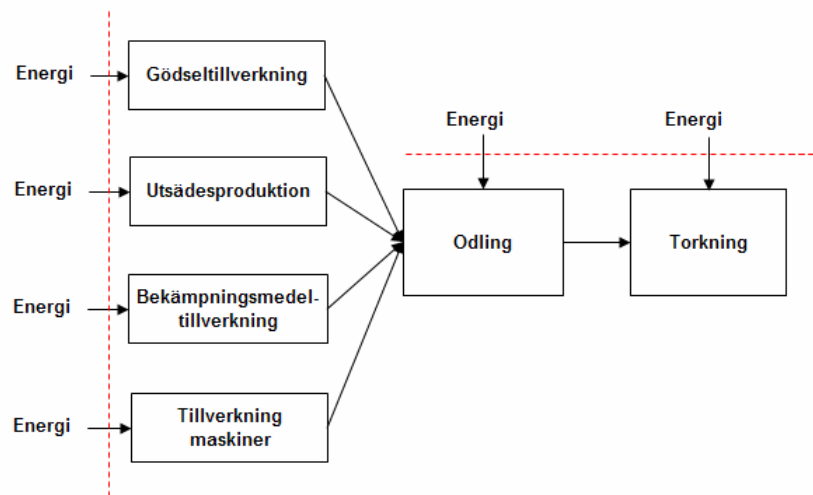 Energi
Gödseltillverkning
Energi
Energi
Energi
Utsädesproduktion
Odling
Torkning
Energi
Bekämpningsmedel-
tillverkning
Energi
Tillverkning
maskiner